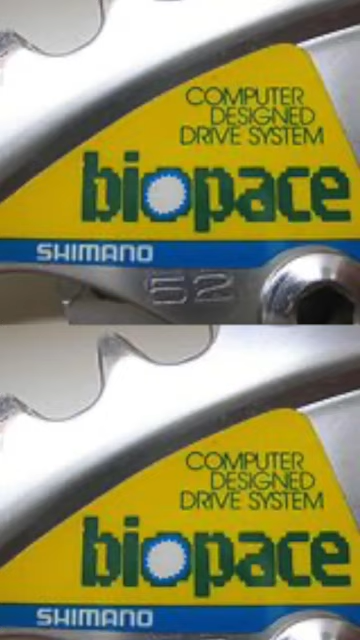 COMPUTER
DESIGNED
DRIVE SYSTEM
biopace
SHIMANO
52
COMPUTER
DESIGNED
DRIVE SYSTEM
biopace
SHIMANO